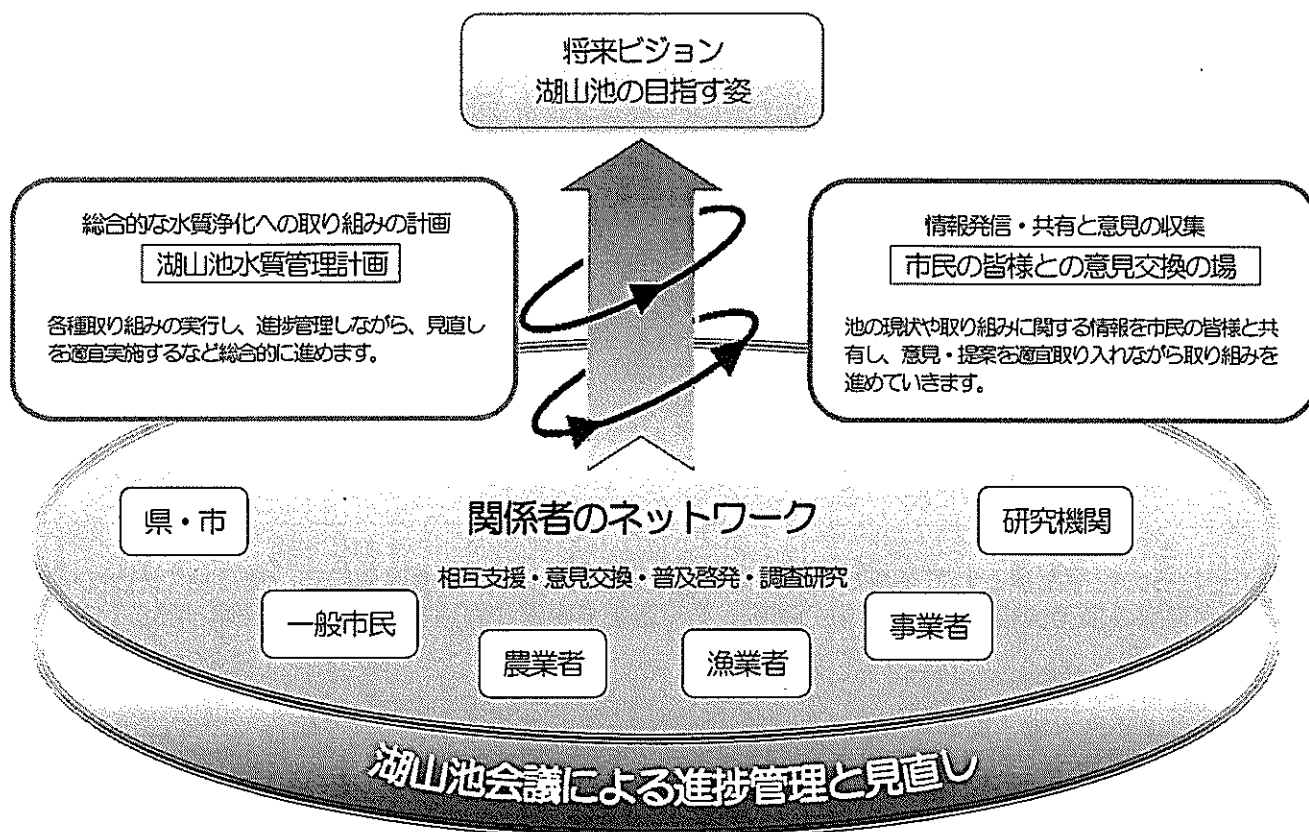 将来ビジョン
湖山池の目指す姿
総合的な水質浄化への取り組みの計画
湖山池水質管理計画
各種取り組みの実行し、進捗管理しながら、見直し
を適宜実施するなど総合的に進めます。
情報発信・共有と意見の収集
市民の皆様との意見交換の場
池の現状や取り組みに関する情報を市民の皆様と共
有し、意見・提案を適宜取り入れながら取り組みを
進めていきます。
県・市
関係者のネットワーク
研究機関
相互支援・意見交換・普及啓発・調査研究
一般市民
農業者
漁業者
事業者
湖山池会議による進捗管理と見直し